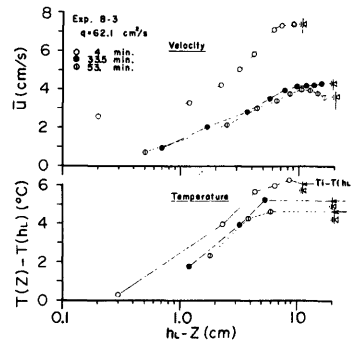 Exp. 8-3
q=62.1 cm²/s
○ 4 min.
● 33.5 min.
⦶ 53. min.
Velocity
ū (cm/s)
8
6
4
2
0
Temperature
Ti-T(hL)
T(Z)-T(hL) (°C)
6
4
2
0
0.1
1.0
10
hL-Z (cm)